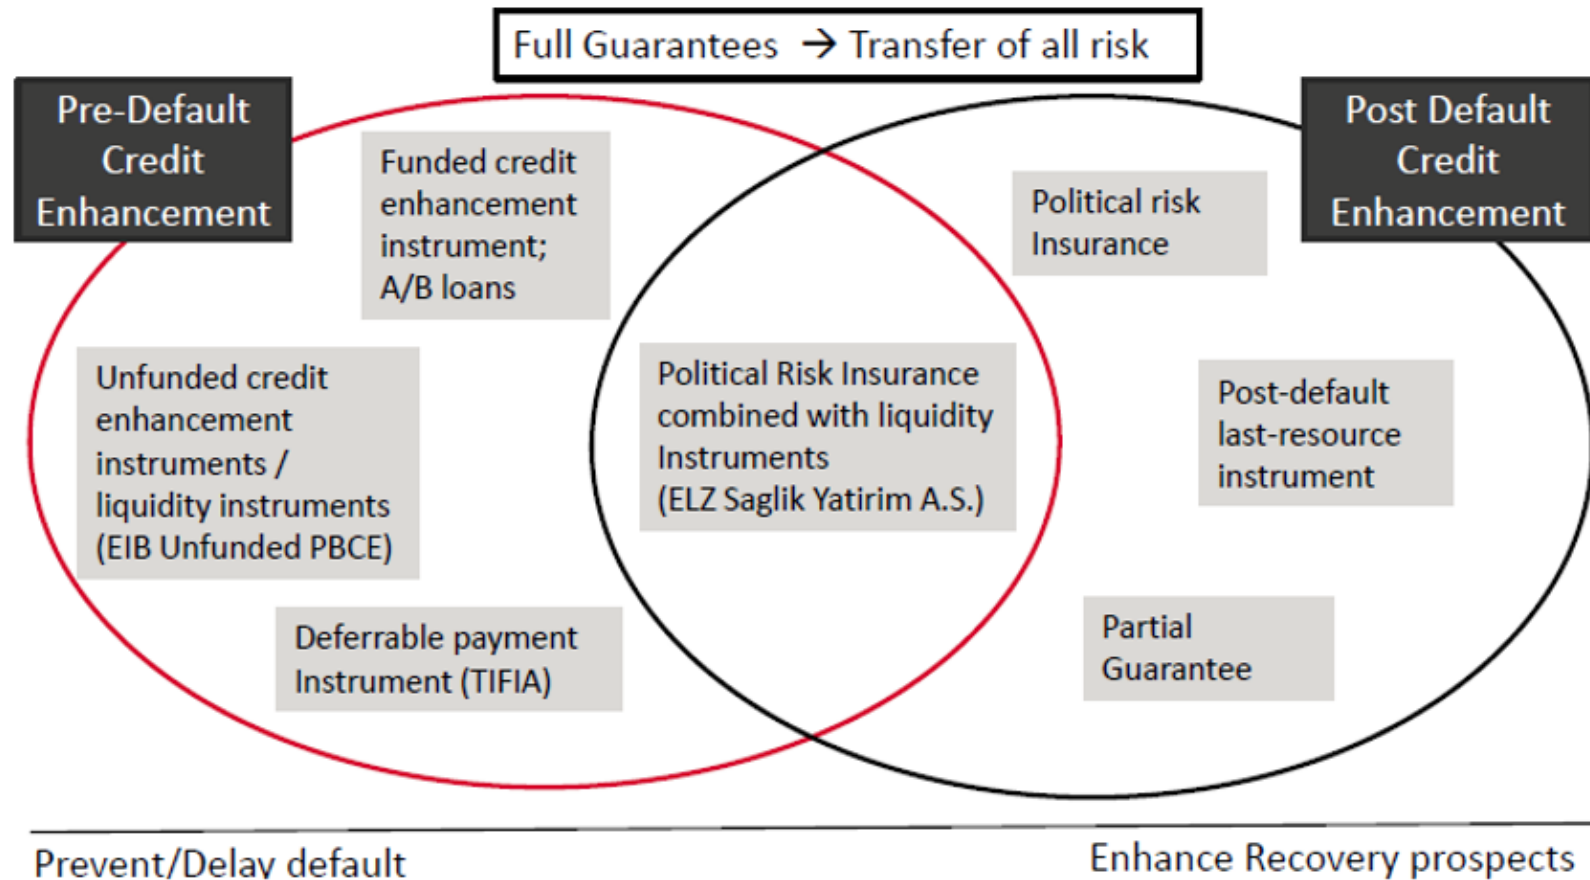 Full Guarantees → Transfer of all risk
Pre-Default
Credit
Enhancement
Post Default
Credit
Enhancement
Funded credit
enhancement
instrument;
A/B loans
Political risk
Insurance
Unfunded credit
enhancement
instruments /
liquidity instruments
(EIB Unfunded PBCE)
Political Risk Insurance
combined with liquidity
Instruments
(ELZ Saglik Yatirim A.S.)
Post-default
last-resource
instrument
Deferrable payment
Instrument (TIFIA)
Partial
Guarantee
Prevent/Delay default
Enhance Recovery prospects